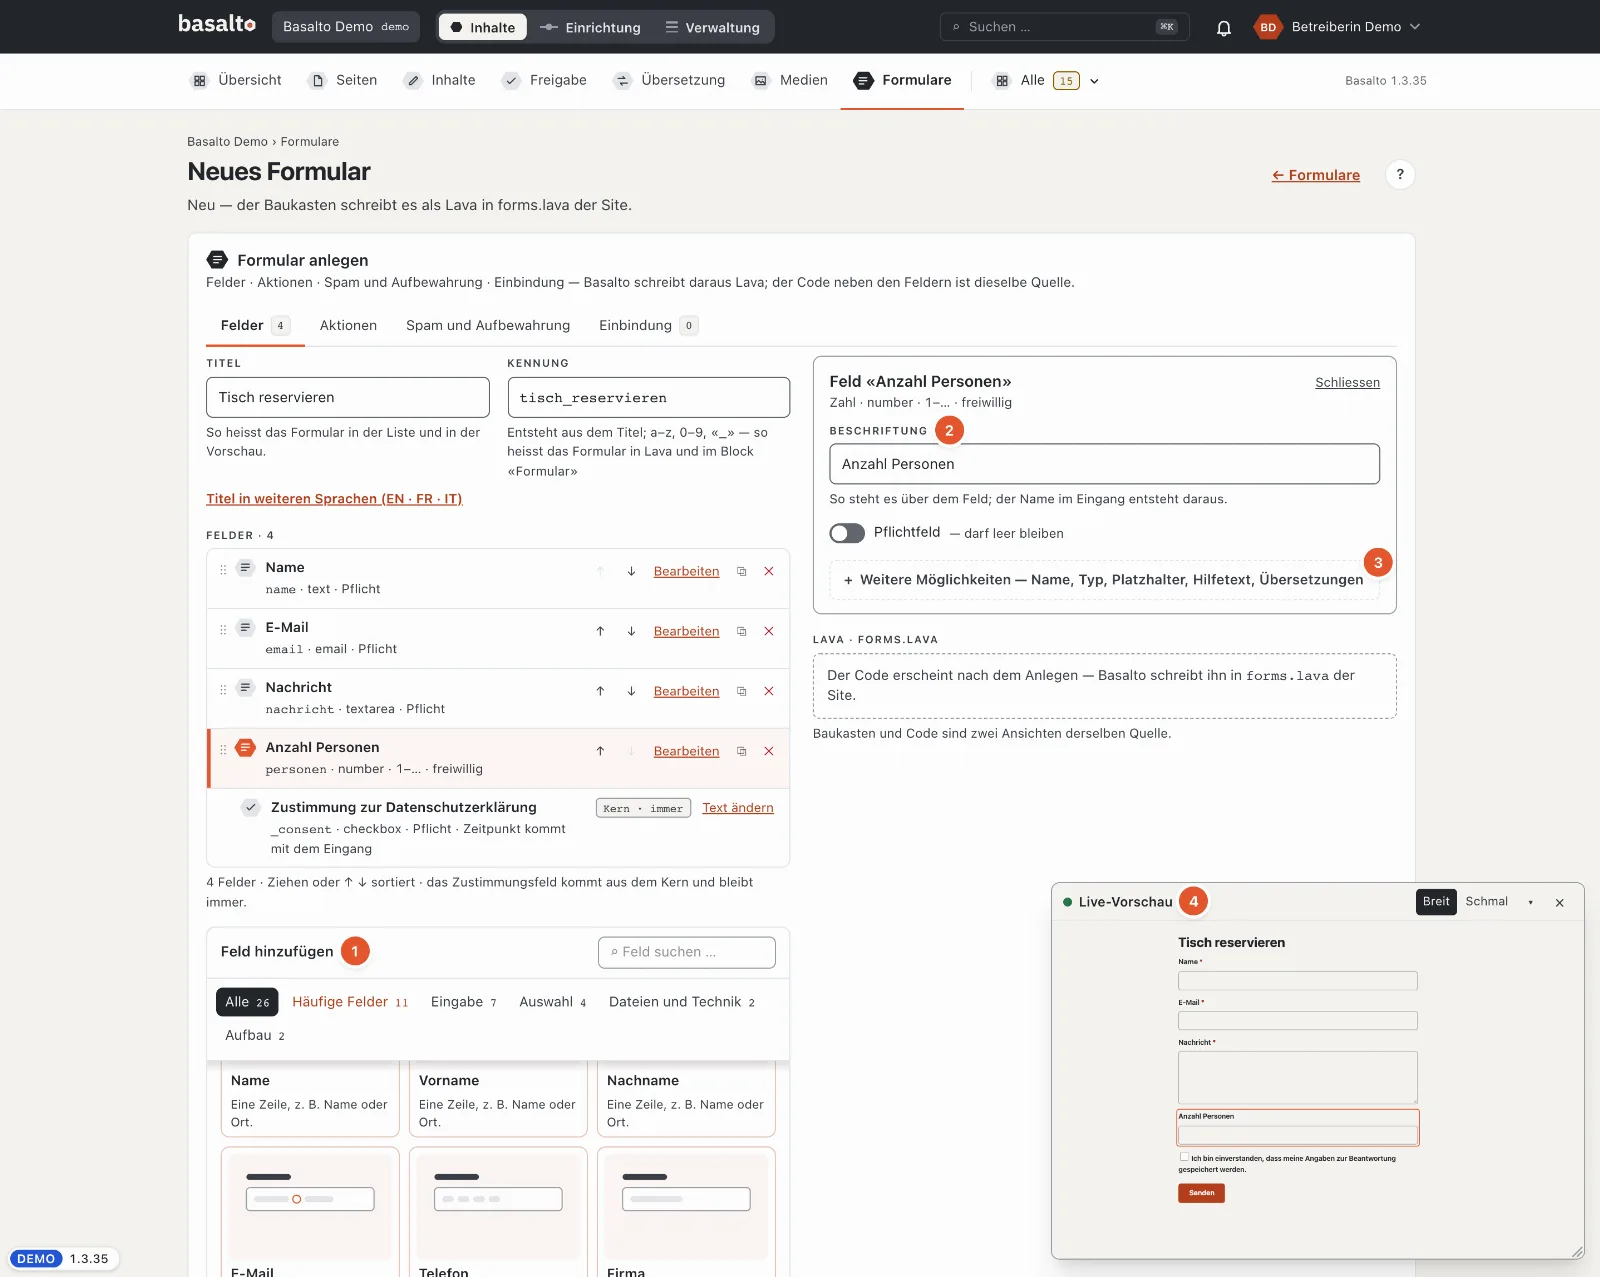 basalto
Basalto Demo demo
Inhalte
Einrichtung
Verwaltung
Suchen ...
⌘K
BD
Betreiberin Demo
Übersicht
Seiten
Inhalte
Freigabe
Übersetzung
Medien
Formulare
Alle 15
Basalto 1.3.35
Basalto Demo › Formulare
Neues Formular
← Formulare
?
Neu — der Baukasten schreibt es als Lava in forms.lava der Site.
Formular anlegen
Felder · Aktionen · Spam und Aufbewahrung · Einbindung — Basalto schreibt daraus Lava; der Code neben den Feldern ist dieselbe Quelle.
Felder 4
Aktionen
Spam und Aufbewahrung
Einbindung 0
TITEL
Tisch reservieren
So heisst das Formular in der Liste und in der
Vorschau.
KENNUNG
tisch_reservieren
Entsteht aus dem Titel; a–z, 0–9, «_» — so
heisst das Formular in Lava und im Block
«Formular»
Titel in weiteren Sprachen (EN · FR · IT)
FELDER · 4
Name
name · text · Pflicht
↑ ↓ Bearbeiten
E-Mail
email · email · Pflicht
↑ ↓ Bearbeiten
Nachricht
nachricht · textarea · Pflicht
↑ ↓ Bearbeiten
Anzahl Personen
personen · number · 1–… · freiwillig
↑ ↓ Bearbeiten
Zustimmung zur Datenschutzerklärung
_consent · checkbox · Pflicht · Zeitpunkt kommt
mit dem Eingang
Kern · immer
Text ändern
4 Felder · Ziehen oder ↑ ↓ sortiert · das Zustimmungsfeld kommt aus dem Kern und bleibt
immer.
Feld hinzufügen 1
Feld suchen ...
Alle 26
Häufige Felder 11
Eingabe 7
Auswahl 4
Dateien und Technik 2
Aufbau 2
Name
Eine Zeile, z. B. Name oder
Ort.
Vorname
Eine Zeile, z. B. Name oder
Ort.
Nachname
Eine Zeile, z. B. Name oder
Ort.
E-Mail
Telefon
Firma
Feld «Anzahl Personen»
Schliessen
Zahl · number · 1–… · freiwillig
BESCHRIFTUNG 2
Anzahl Personen
So steht es über dem Feld; der Name im Eingang entsteht daraus.
Pflichtfeld — darf leer bleiben
3
+ Weitere Möglichkeiten — Name, Typ, Platzhalter, Hilfetext, Übersetzungen
LAVA · FORMS.LAVA
Der Code erscheint nach dem Anlegen — Basalto schreibt ihn in forms.lava der
Site.
Baukasten und Code sind zwei Ansichten derselben Quelle.
Live-Vorschau 4
Breit
Schmal
Tisch reservieren
Name *
E-Mail *
Nachricht *
Anzahl Personen
Ich bin einverstanden, dass meine Angaben zur Beantwortung
gespeichert werden.
Senden
DEMO 1.3.35